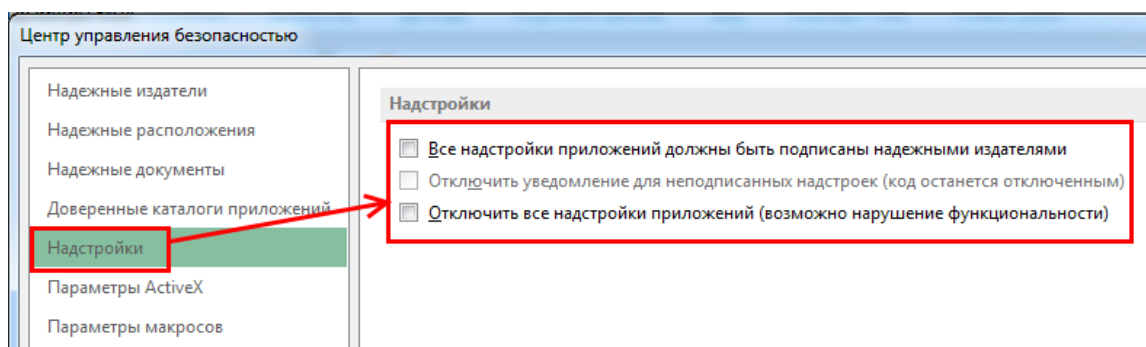 Центр управления безопасностью
Надежные издатели
Надежные расположения
Надежные документы
Доверенные каталоги приложений
Надстройки
Параметры ActiveX
Параметры макросов
Надстройки
Все надстройки приложений должны быть подписаны надежными издателями
Отключить уведомление для неподписанных надстроек (код останется отключенным)
Отключить все надстройки приложений (возможно нарушение функциональности)